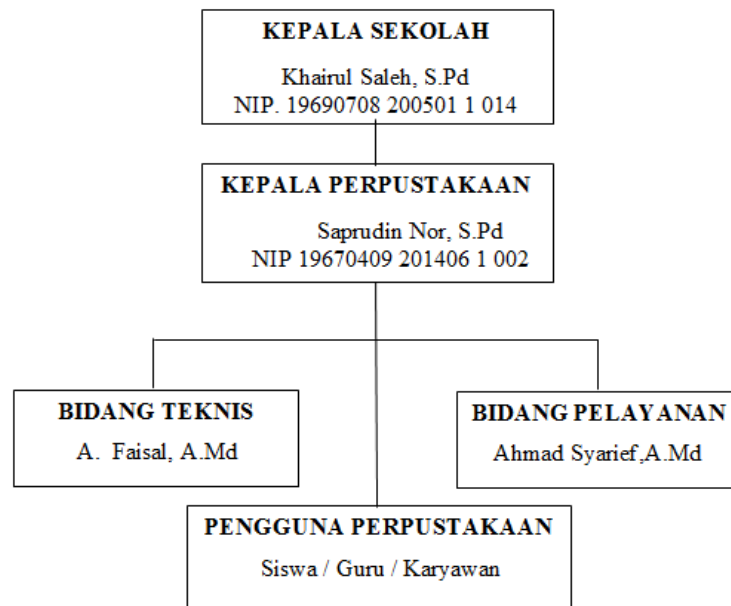 KEPALA SEKOLAH
Khairul Saleh, S.Pd
NIP. 19690708 200501 1 014
KEPALA PERPUSTAKAAN
Saprudin Nor, S.Pd
NIP 19670409 201406 1 002
BIDANG TEKNIS
A. Faisal, A.Md
BIDANG PELAYANAN
Ahmad Syarief,A.Md
PENGGUNA PERPUSTAKAAN
Siswa / Guru / Karyawan